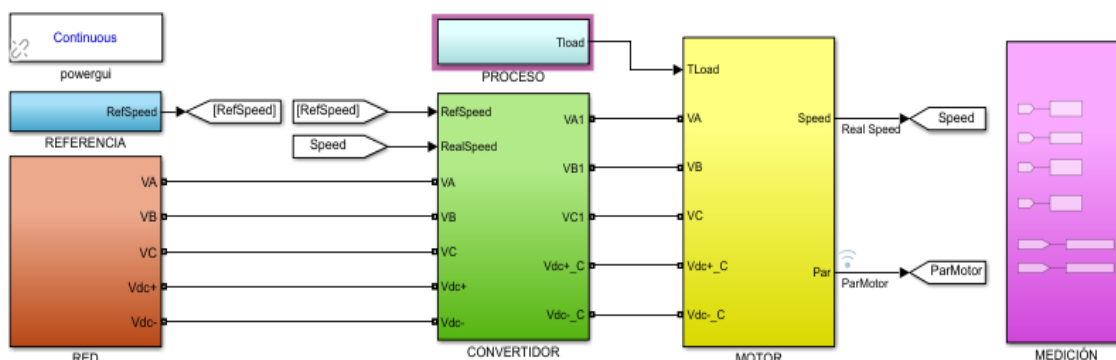 Continuous
powergui
RefSpeed
REFERENCIA
[RefSpeed]
[RefSpeed]
Speed
VA
VB
VC
Vdc+
Vdc-
RED
Tload
PROCESO
RefSpeed
RealSpeed
VA
VB
VC
Vdc+
Vdc-
VA1
VB1
VC1
Vdc+_C
Vdc-_C
CONVERTIDOR
TLoad
VA
VB
VC
Vdc+_C
Vdc-_C
Speed
Par
MOTOR
Real Speed
Speed
ParMotor
ParMotor
MEDICIÓN